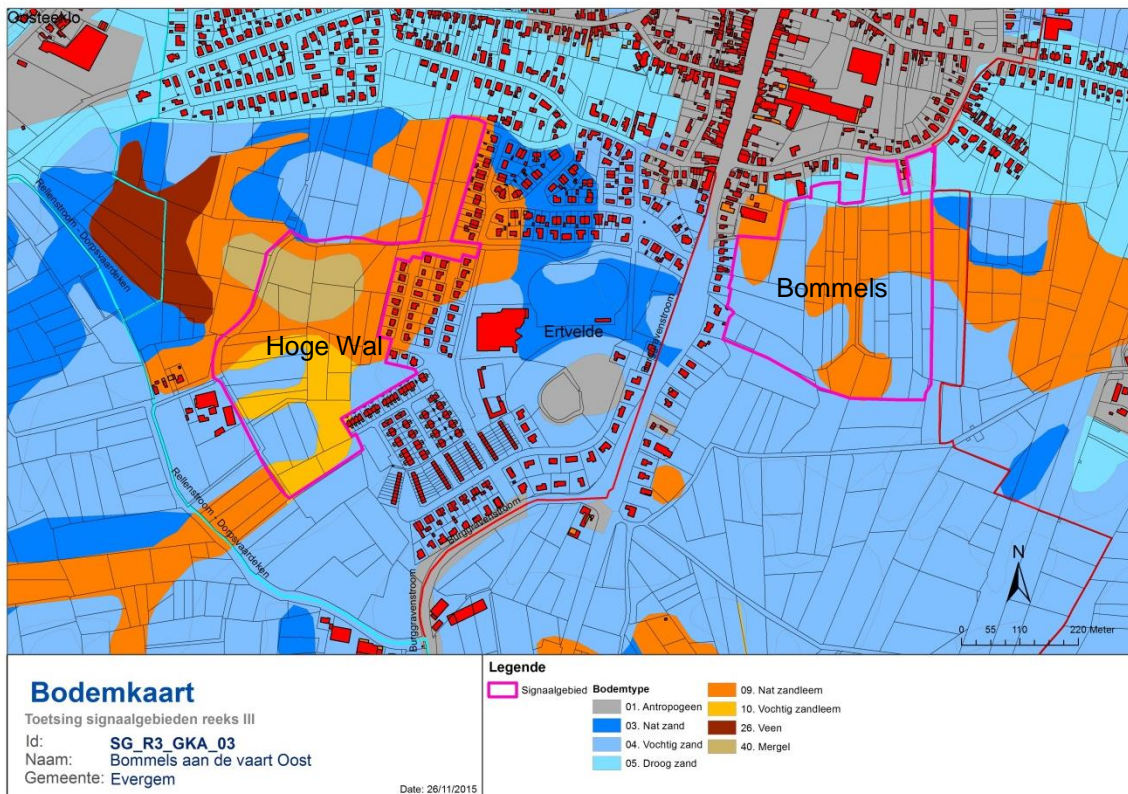 Oosteeklo
Rellenstroom - Dorpsvaardeken
Bommels
Ertvelde
Burggravenstroom
Hoge Wal
Rellenstroom - Dorpsvaardeken
Burggravenstroom
Burggravenstroom
N
0 55 110 220 Meter
Bodemkaart
Toetsing signaalgebieden reeks III
Id: SG_R3_GKA_03
Naam: Bommels aan de vaart Oost
Gemeente: Evergem
Date: 26/11/2015
Legende
Signaalgebied
Bodemtype
01. Antropogeen
03. Nat zand
04. Vochtig zand
05. Droog zand
09. Nat zandleem
10. Vochtig zandleem
26. Veen
40. Mergel